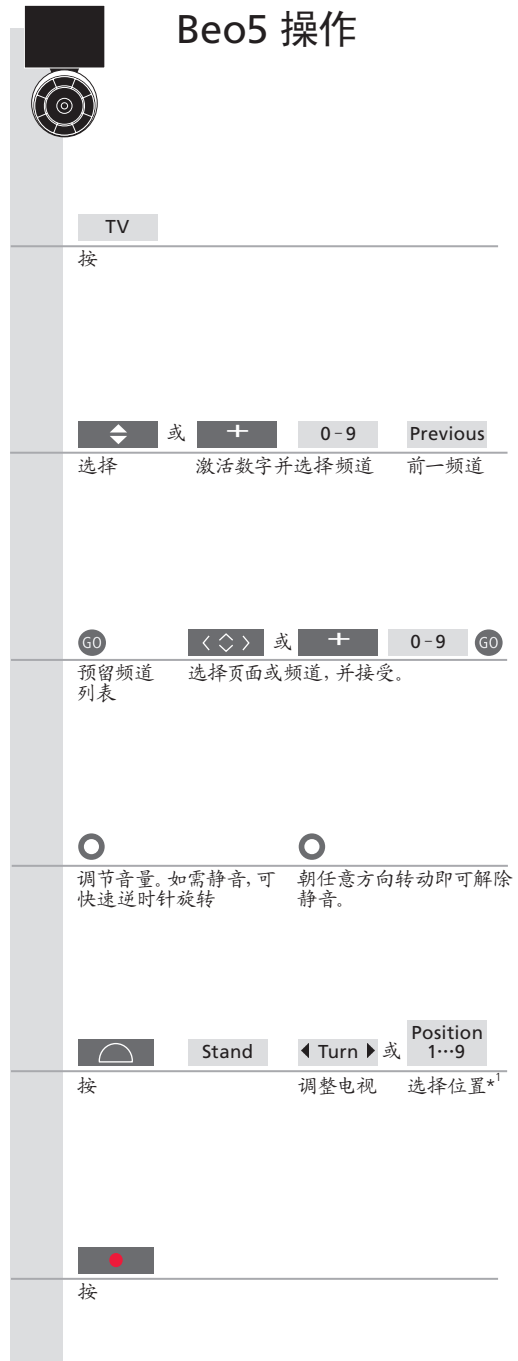 Beo5 操作
TV
按
或 0–9 Previous
选择 激活数字并选择频道 前一频道
GO 或 0–9 GO
预留频道 选择页面或频道，并接受。
列表
调节音量。如需静音，可 朝任意方向转动即可解除
快速逆时针旋转 静音。
Stand Turn 或 Position 1…9
按 调整电视 选择位置*1
按